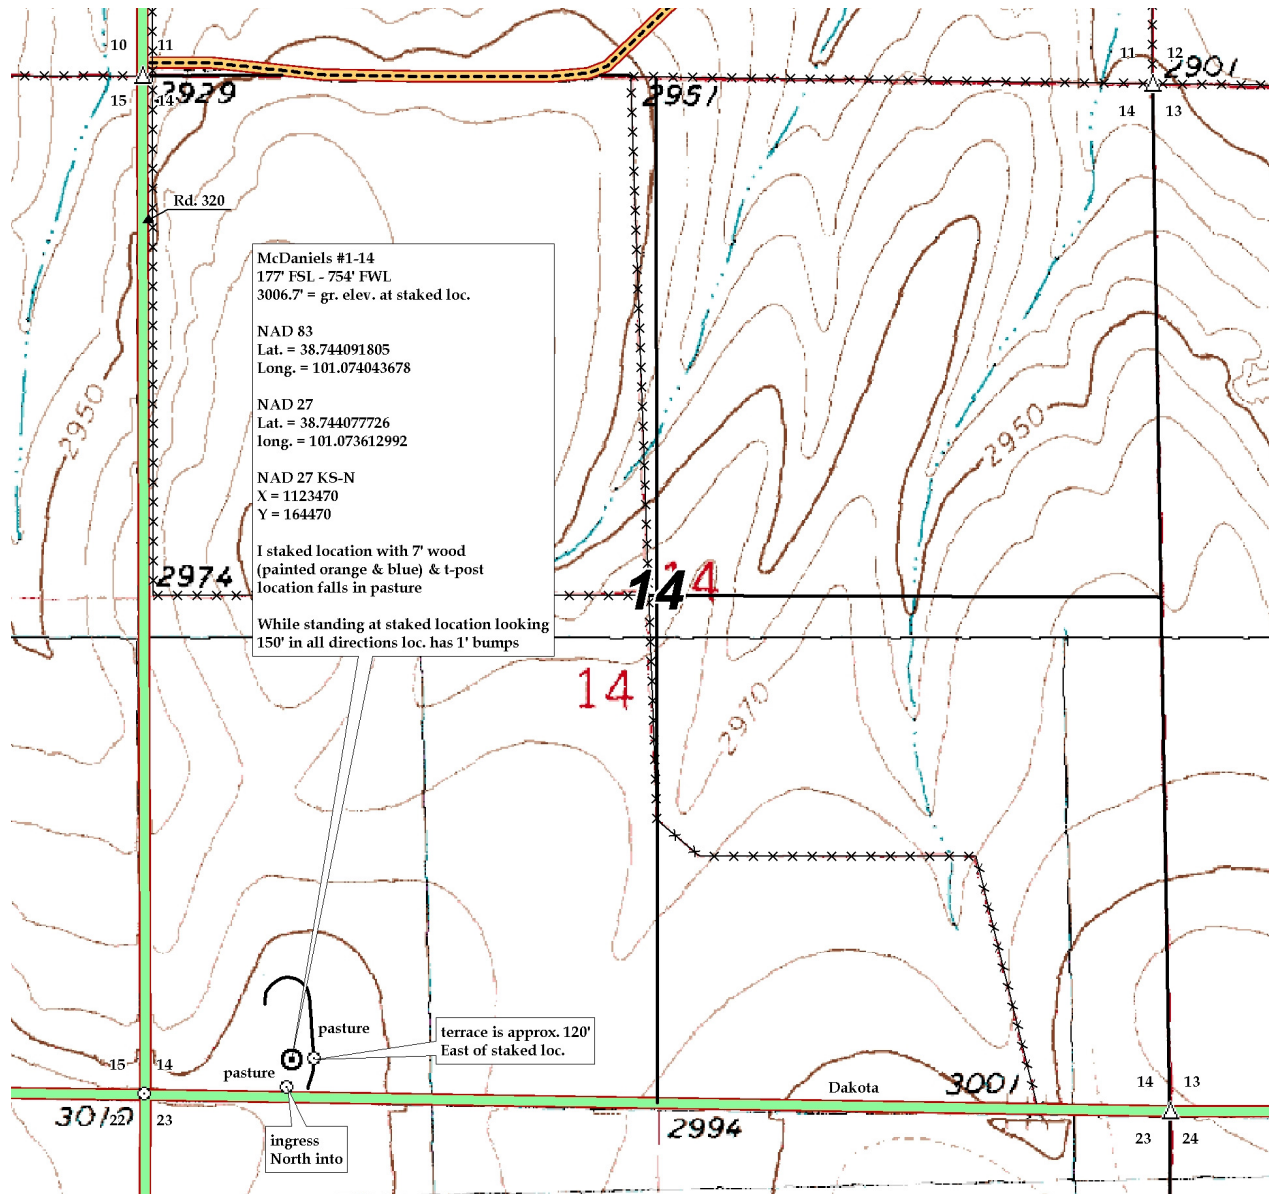 10 11
11 12
2901
15 14
2929
2951
14 13
Rd. 320
McDaniels #1-14
177' FSL - 754' FWL
3006.7' = gr. elev. at staked loc.
NAD 83
Lat. = 38.744091805
Long. = 101.074043678
NAD 27
Lat. = 38.744077726
long. = 101.073612992
NAD 27 KS-N
X = 1123470
Y = 164470
I staked location with 7' wood
(painted orange & blue) & t-post
location falls in pasture
While standing at staked location looking
150' in all directions loc. has 1' bumps
2950
2950
2974
14
14
14
2970
pasture
terrace is approx. 120'
East of staked loc.
15 14
pasture
Dakota
3001
14 13
22 23
2994
23 24
ingress
North into